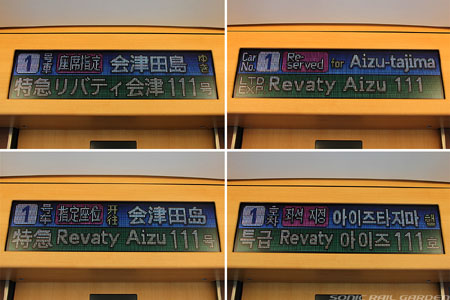 1号車 座席指定 会津田島 ゆき
特急リバティ会津111号
Car No. 1 Re-served for Aizu-tajima
LTD EXP Revaty Aizu 111
1号车 指定座位 开往 会津田岛
特急 Revaty Aizu 111号
1호차 좌석 지정 아이즈타지마 행
특급 Revaty 아이즈 111호
SONIC RAIL GARDEN